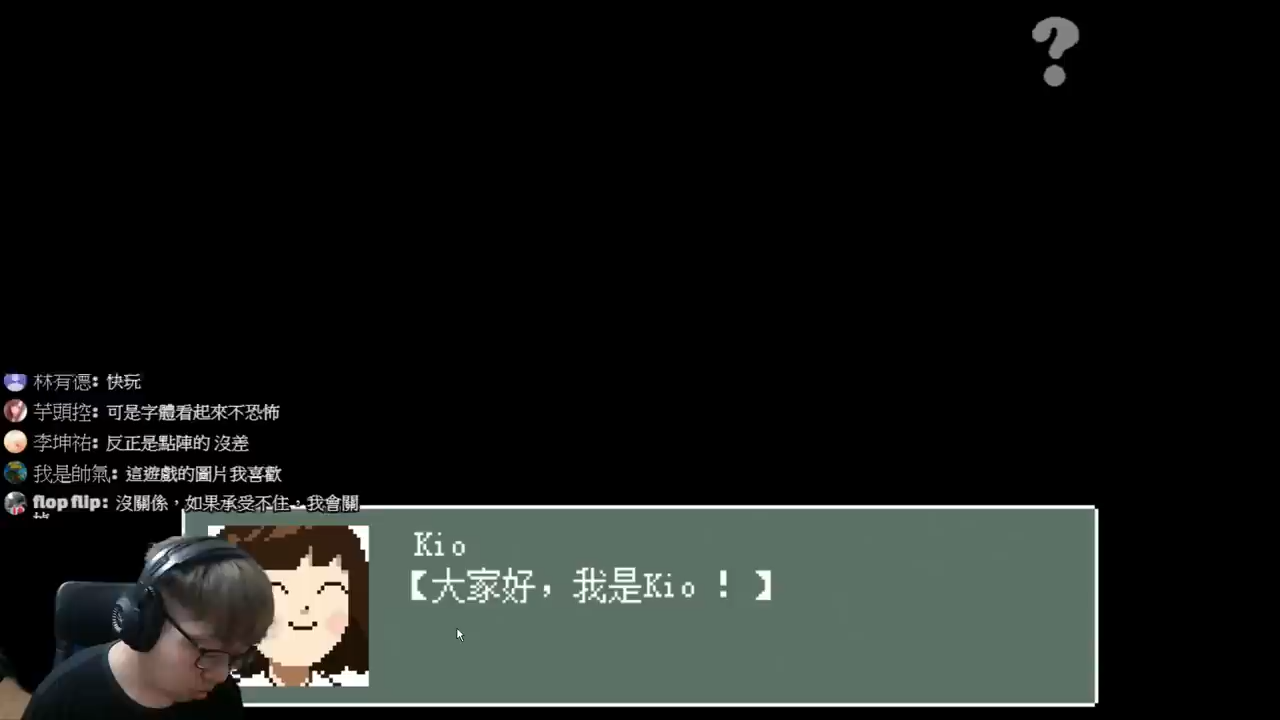 ?
林有德: 快玩
芋頭控: 可是字體看起來不恐怖
李坤祐: 反正是點陣的 沒差
我是帥氣: 這遊戲的圖片我喜歡
flop flip: 沒關係，如果承受不住，我會關
Kio
【大家好，我是Kio ! 】